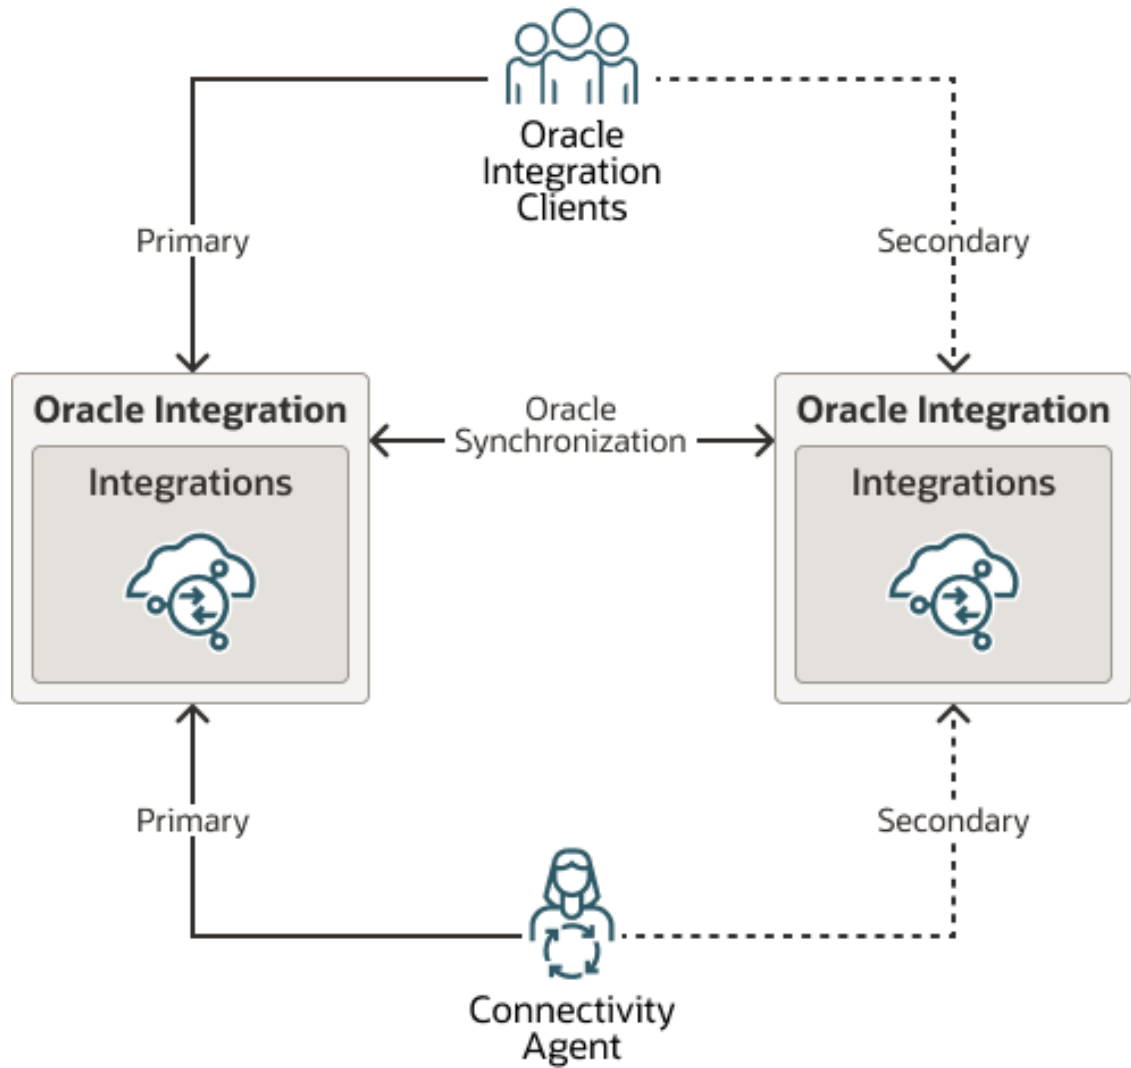 Oracle
Integration
Clients
Primary
Secondary
Oracle Integration
Integrations
Oracle
Synchronization
Oracle Integration
Integrations
Primary
Secondary
Connectivity
Agent